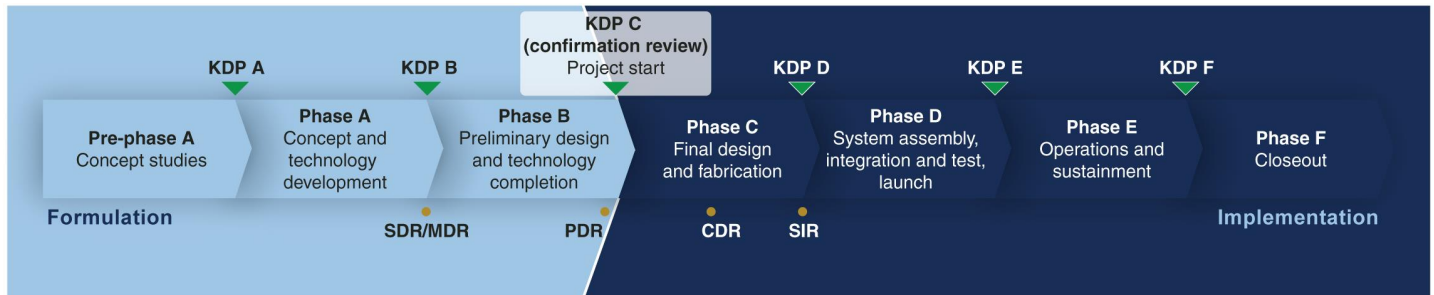 KDP C
(confirmation review)
Project start
KDP A
KDP B
KDP D
KDP E
KDP F
Pre-phase A
Concept studies
Phase A
Concept and
technology
development
Phase B
Preliminary design
and technology
completion
Phase C
Final design
and fabrication
Phase D
System assembly,
integration and test,
launch
Phase E
Operations and
sustainment
Phase F
Closeout
Formulation
Implementation
SDR/MDR
PDR
CDR
SIR